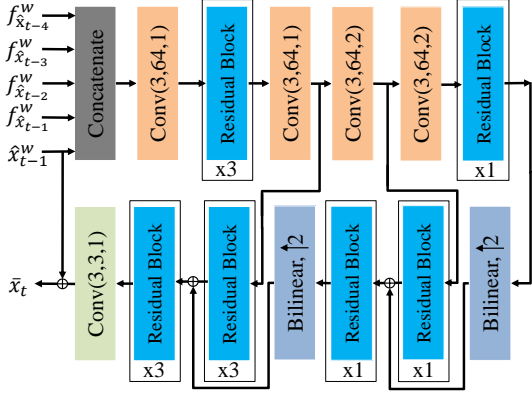 f^w_{x̂_{t-4}}
f^w_{x̂_{t-3}}
f^w_{x̂_{t-2}}
f^w_{x̂_{t-1}}
x̂^w_{t-1}
Concatenate
Conv(3,64,1)
Residual Block
x3
Conv(3,64,1)
Conv(3,64,2)
Conv(3,64,2)
Residual Block
x1
x̄_t
Conv(3,3,1)
Residual Block
x3
Residual Block
x3
Bilinear, ↑2
Residual Block
x1
Residual Block
x1
Bilinear, ↑2